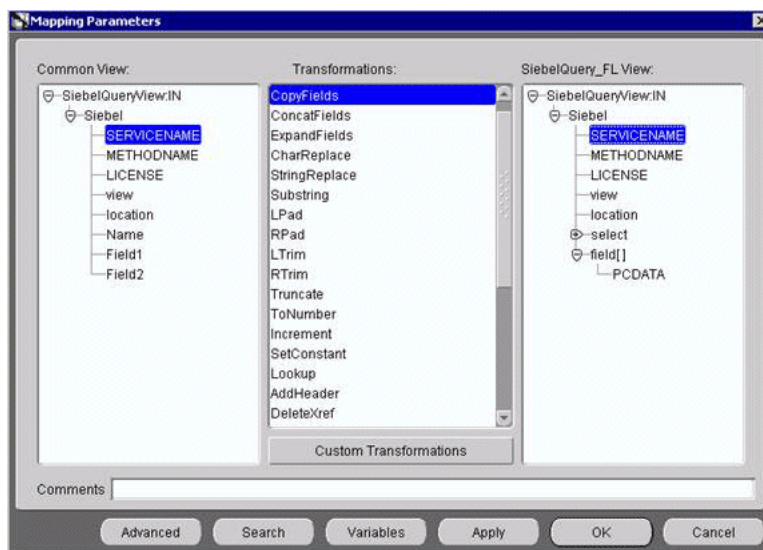 Mapping Parameters
Common View:
SiebelQueryView:IN
Siebel
SERVICENAME
METHODNAME
LICENSE
view
location
Name
Field1
Field2
Transformations:
CopyFields
ConcatFields
ExpandFields
CharReplace
StringReplace
Substring
LPad
RPad
LTrim
RTrim
Truncate
ToNumber
Increment
SetConstant
Lookup
AddHeader
DeleteXref
Custom Transformations
SiebelQuery_FL View:
SiebelQueryView:IN
Siebel
SERVICENAME
METHODNAME
LICENSE
view
location
select
field[]
PCDATA
Comments
Advanced
Search
Variables
Apply
OK
Cancel